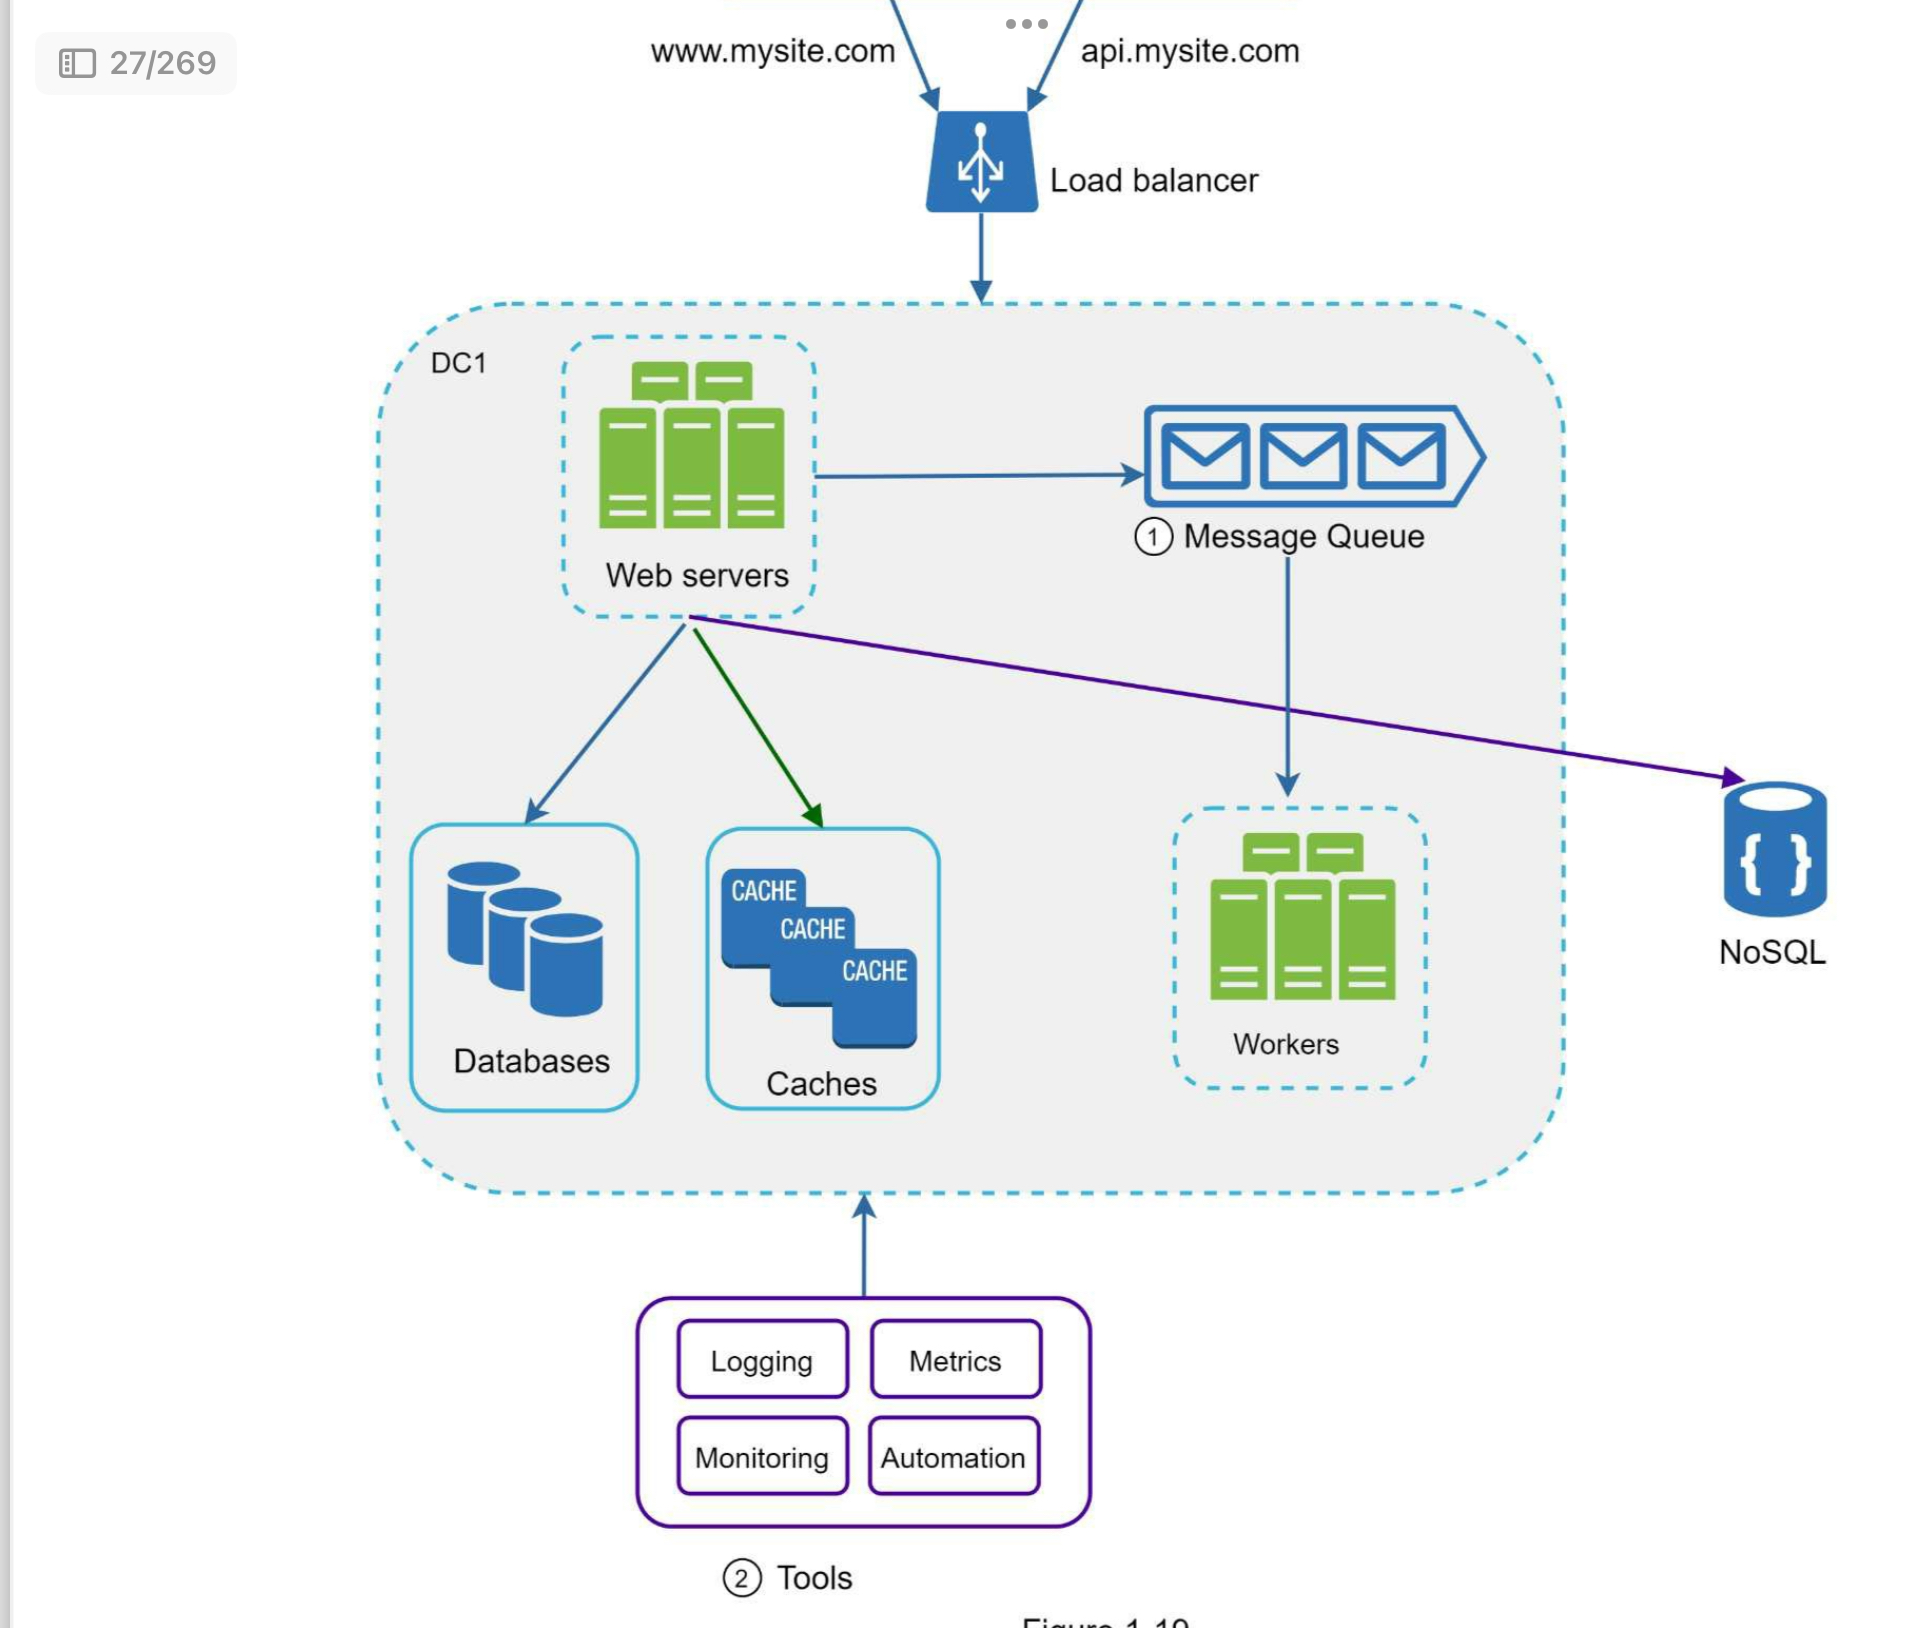 27/269
www.mysite.com
api.mysite.com
Load balancer
DC1
Web servers
1 Message Queue
CACHE
CACHE
CACHE
Databases
Caches
Workers
NoSQL
Logging
Metrics
Monitoring
Automation
2 Tools